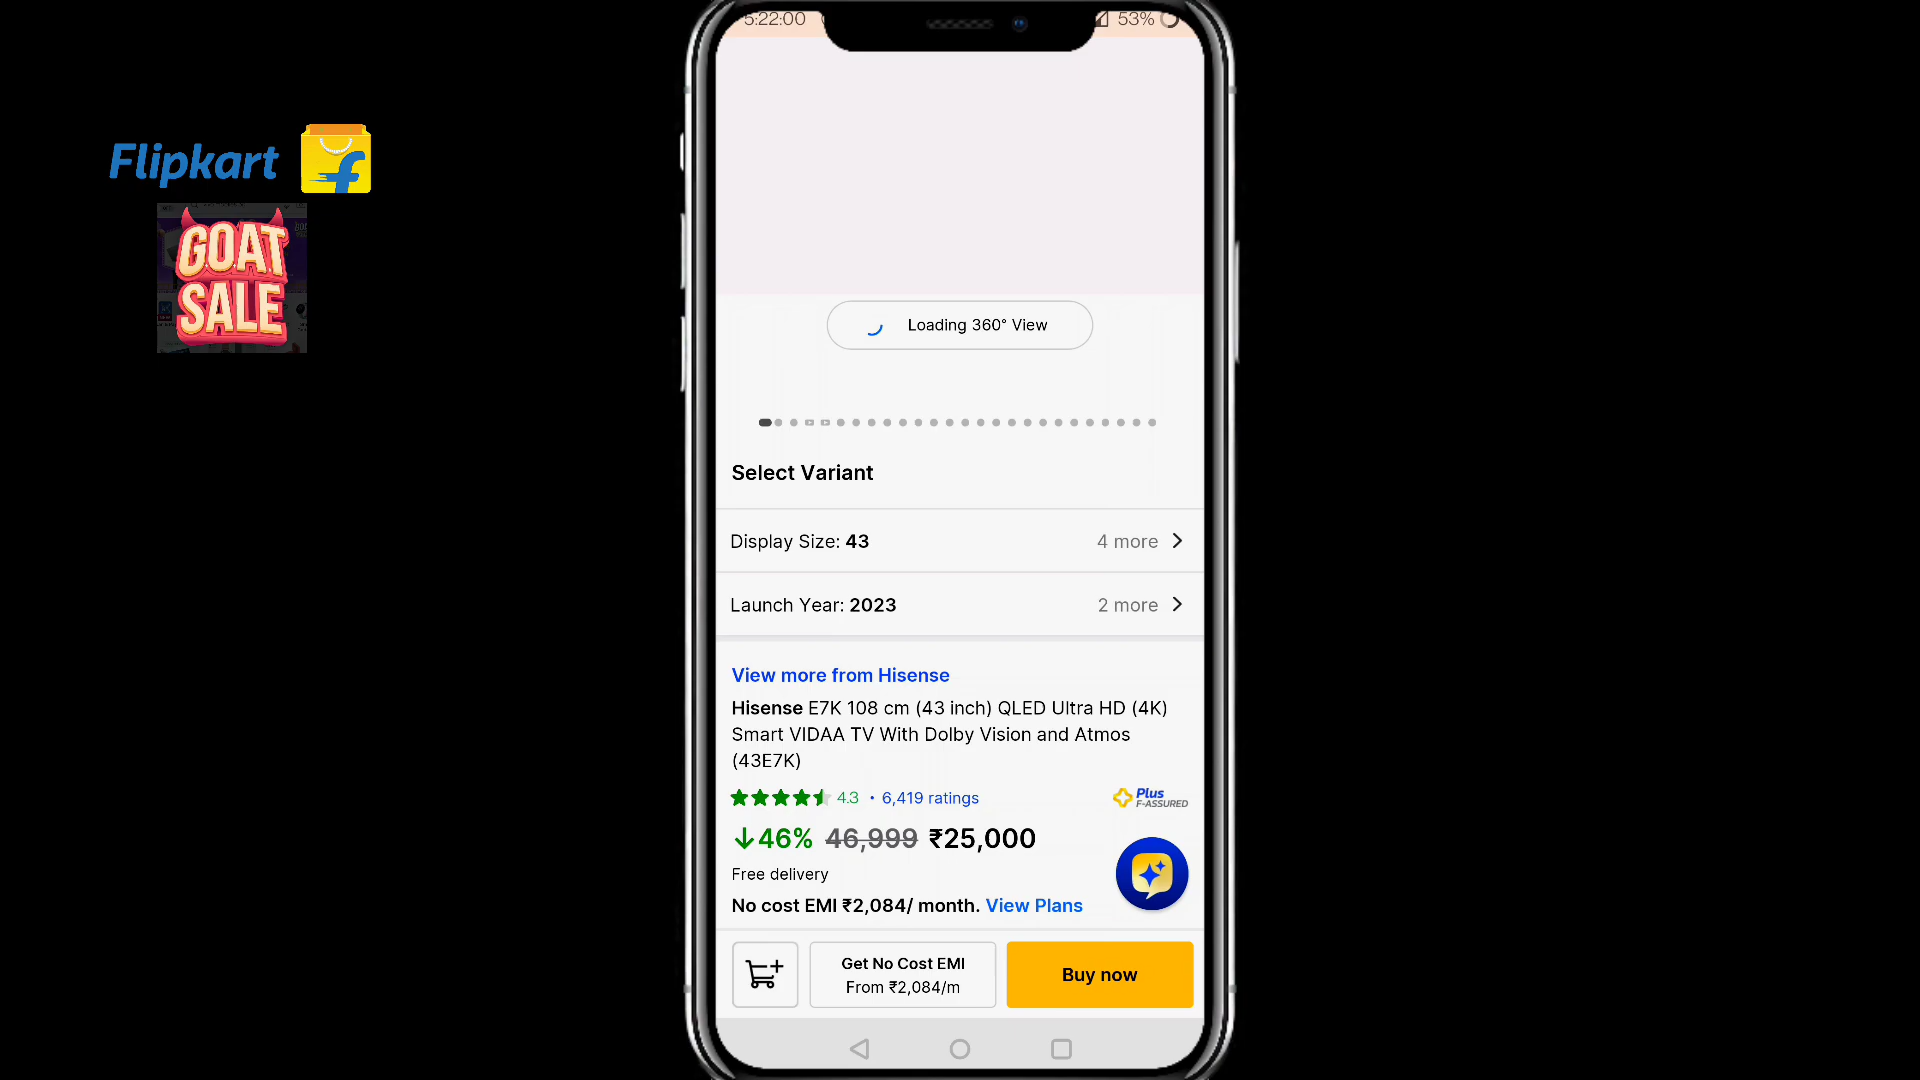 Flipkart
GOAT
SALE
5:22:00
53%
Loading 360° View
Select Variant
Display Size: 43
4 more
Launch Year: 2023
2 more
View more from Hisense
Hisense E7K 108 cm (43 inch) QLED Ultra HD (4K)
Smart VIDAA TV With Dolby Vision and Atmos
(43E7K)
4.3 • 6,419 ratings
Plus
F-ASSURED
↓46% 46,999 ₹25,000
Free delivery
No cost EMI ₹2,084/ month. View Plans
Get No Cost EMI
From ₹2,084/m
Buy now